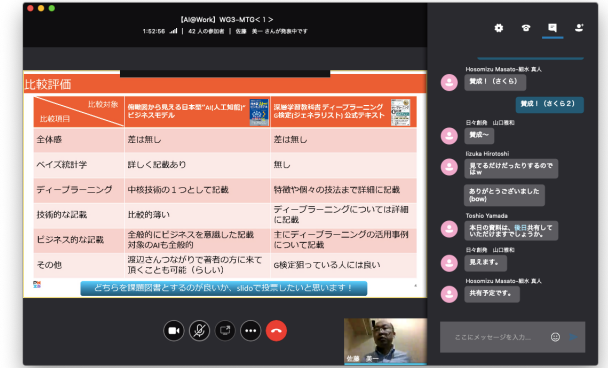 【AI@Work】WG3-MTG＜1＞
1:52:56 | 42 人の参加者 | 佐藤 美一 さんが発表中です
比較評価
比較対象
比較項目
俯瞰図から見える日本型"AI(人工知能)"ビジネスモデル
深層学習教科書 ディープラーニング G検定(ジェネラリスト) 公式テキスト
全体感 差は無し 差は無し
ベイズ統計学 詳しく記載あり 無し
ディープラーニング 中核技術の1つとして記載 特徴や個々の技法まで詳細に記載
技術的な記載 比較的薄い ディープラーニングについては詳細に記載
ビジネス的な記載 全般的にビジネスを意識した記載 対象のAIも全般的 主にディープラーニングの活用事例について記載
その他 渡辺さんつながりで著者の方に来て頂くことも可能（らしい） G検定狙っている人には良い
どちらを課題図書とするのが良いか、slidoで投票したいと思います！
佐藤 美一
Hosomizu Masato-細水 真人
賛成！（さくら）
賛成！（さくら2）
日々創発 山口雅和
賛成〜
Iizuka Hirotoshi
見てるだけだったりするのではw
ありがとうございました
(bow)
Toshio Yamada
本日の資料は、後日共有して
いただけますでしょうか。
日々創発 山口雅和
見えます。
Hosomizu Masato-細水 真人
共有予定です。
ここにメッセージを入力...